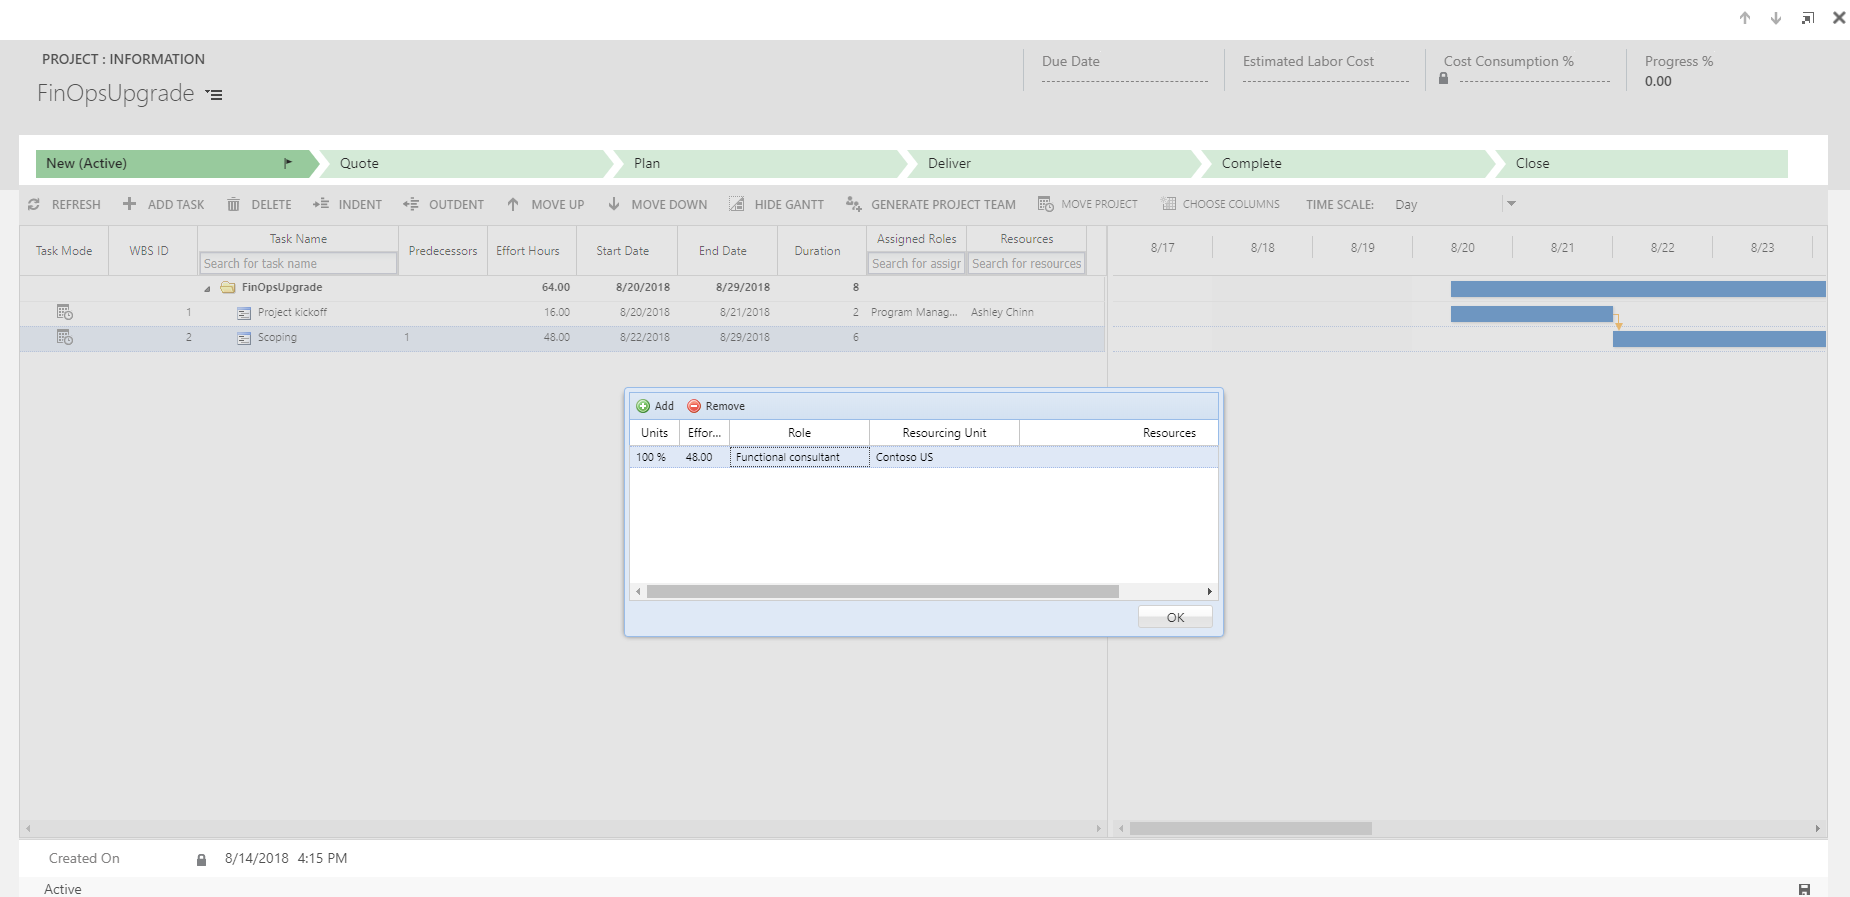 PROJECT : INFORMATION
FinOpsUpgrade
Due Date
Estimated Labor Cost
Cost Consumption %
Progress %
0.00
New (Active)
Quote
Plan
Deliver
Complete
Close
REFRESH
ADD TASK
DELETE
INDENT
OUTDENT
MOVE UP
MOVE DOWN
HIDE GANTT
GENERATE PROJECT TEAM
MOVE PROJECT
CHOOSE COLUMNS
TIME SCALE: Day
Task Mode
WBS ID
Task Name
Search for task name
Predecessors
Effort Hours
Start Date
End Date
Duration
Assigned Roles
Search for assigr
Resources
Search for resources
8/17 8/18 8/19 8/20 8/21 8/22 8/23
FinOpsUpgrade 64.00 8/20/2018 8/29/2018 8
1 Project kickoff 16.00 8/20/2018 8/21/2018 2 Program Manag... Ashley Chinn
2 Scoping 1 48.00 8/22/2018 8/29/2018 6
Add Remove
Units Effor... Role Resourcing Unit Resources
100 % 48.00 Functional consultant Contoso US
OK
Created On 8/14/2018 4:15 PM
Active